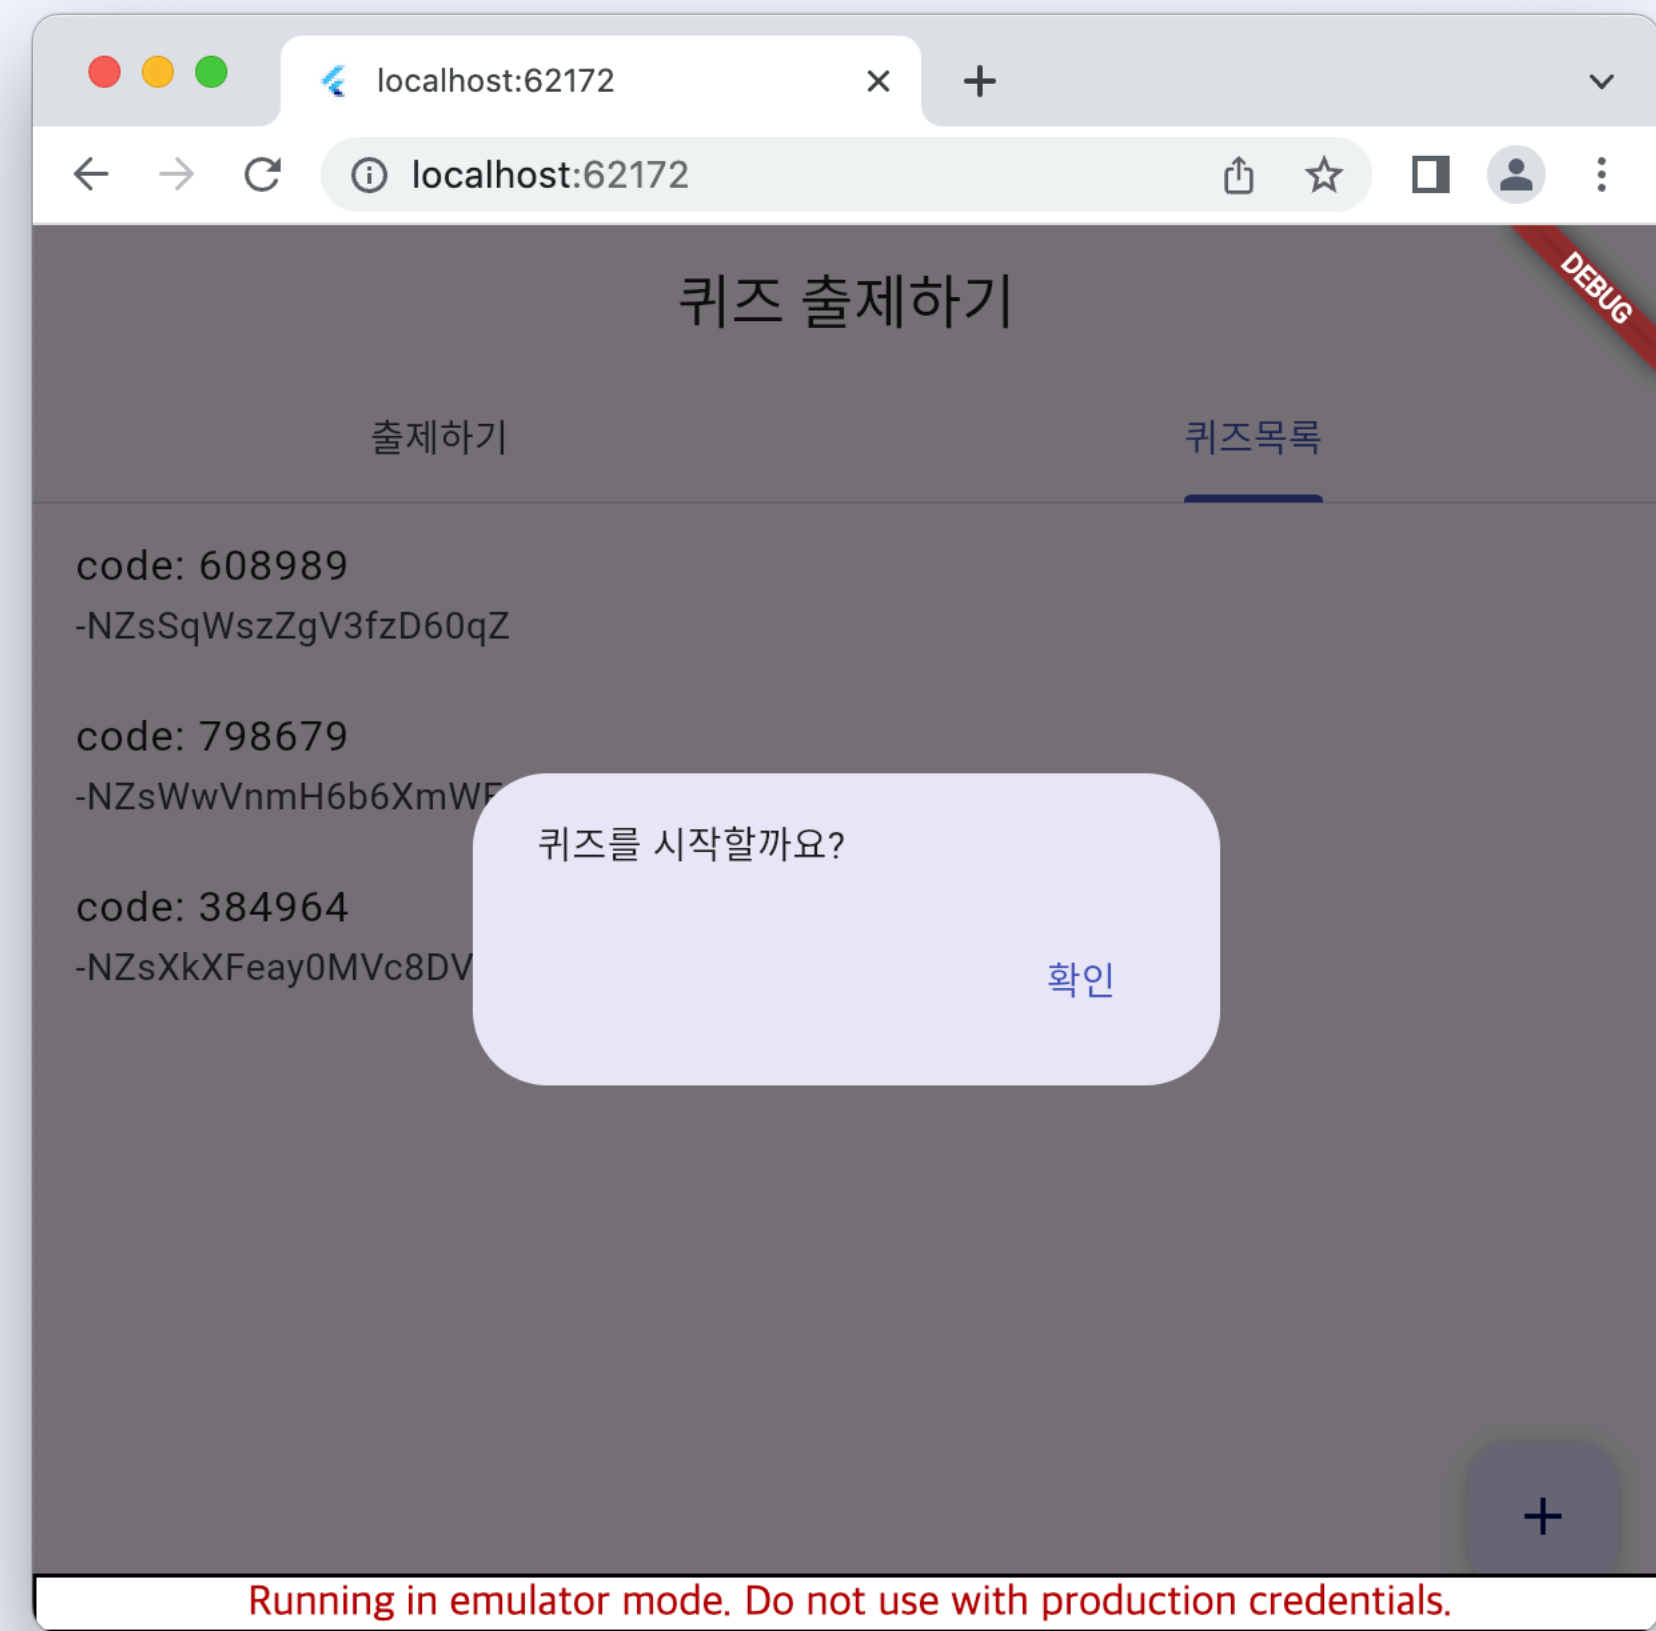 localhost:62172
localhost:62172
DEBUG
퀴즈 출제하기
출제하기 퀴즈목록
code: 608989
-NZsSqWszZgV3fzD60qZ
code: 798679
-NZsWwVnmH6b6XmW
code: 384964
-NZsXkXFeay0MVc8DV
퀴즈를 시작할까요?
확인
Running in emulator mode. Do not use with production credentials.